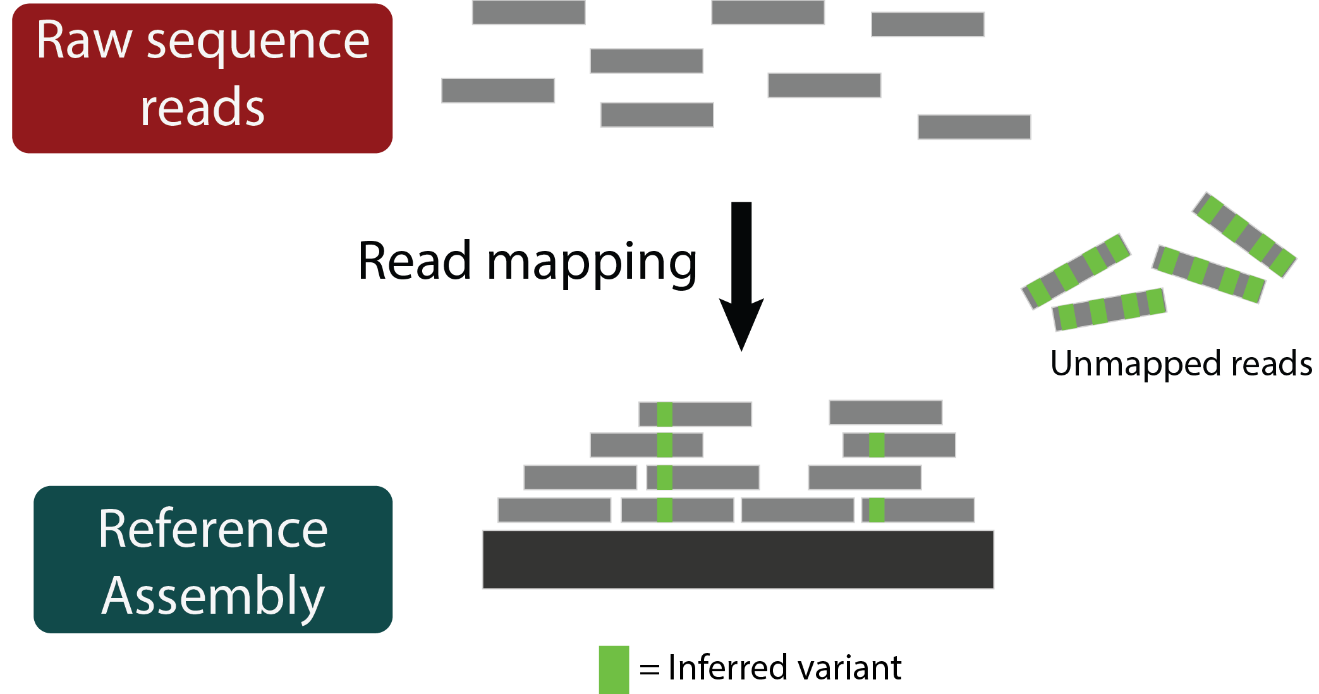 Raw sequence
reads
Read mapping
Unmapped reads
Reference
Assembly
= Inferred variant